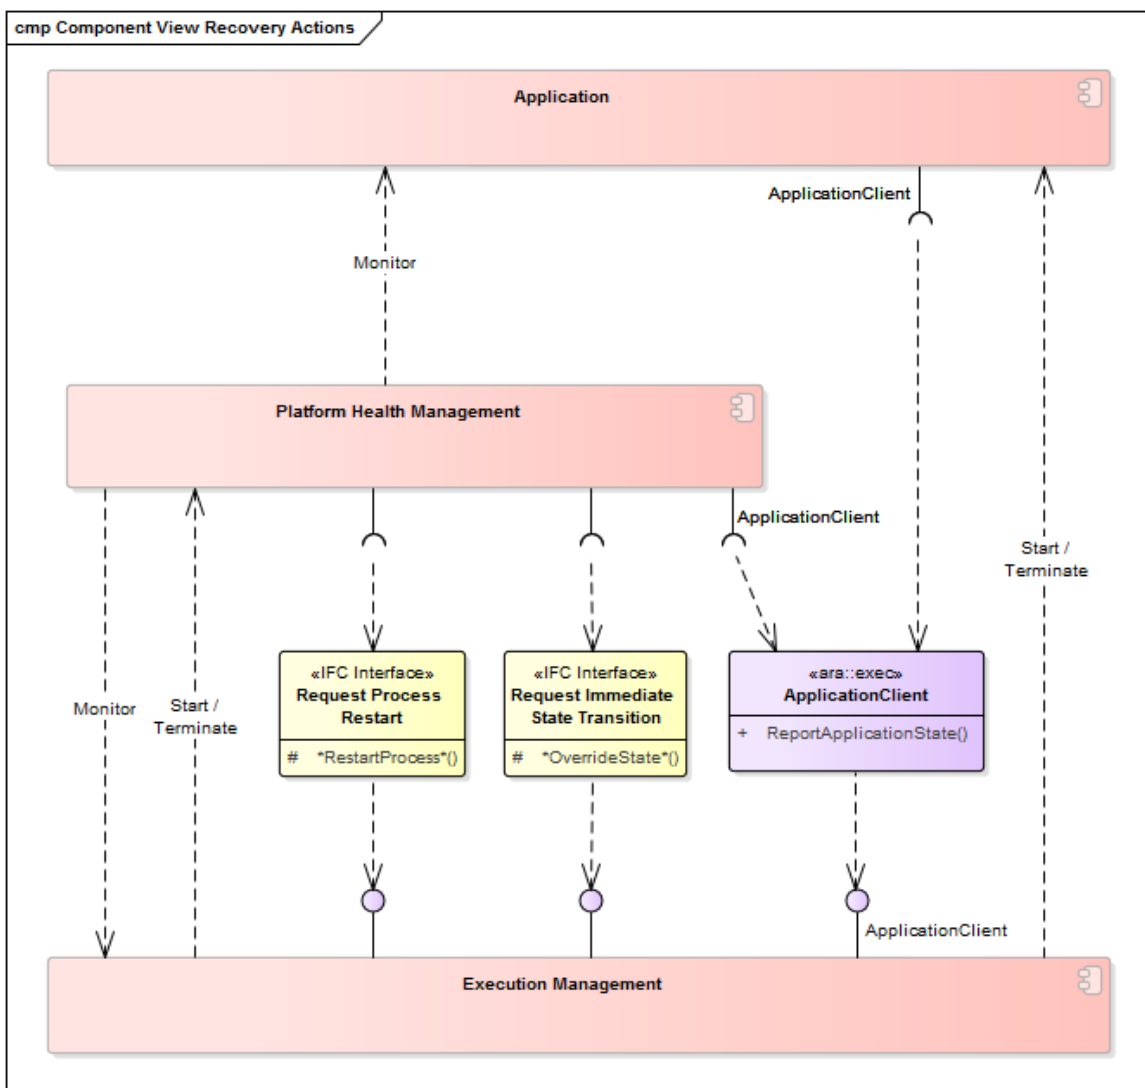 cmp Component View Recovery Actions
Application
ApplicationClient
Monitor
Platform Health Management
ApplicationClient
Start /
Terminate
«IFC Interface»
Request Process
Restart
# *RestartProcess*()
«IFC Interface»
Request Immediate
State Transition
# *OverrideState*()
«ara::exec»
ApplicationClient
+ ReportApplicationState()
Monitor
Start /
Terminate
ApplicationClient
Execution Management